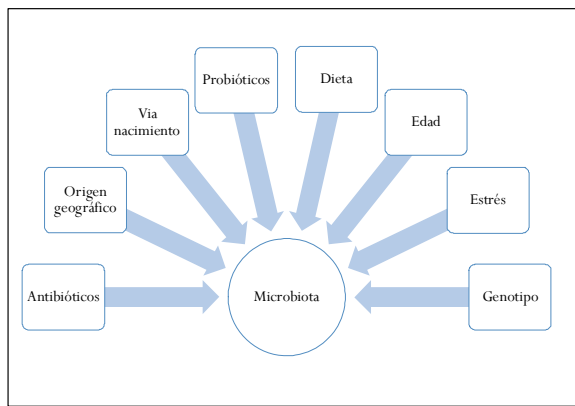 Probióticos
Dieta
Via
nacimiento
Edad
Origen
geográfico
Estrés
Antibióticos
Microbiota
Genotipo